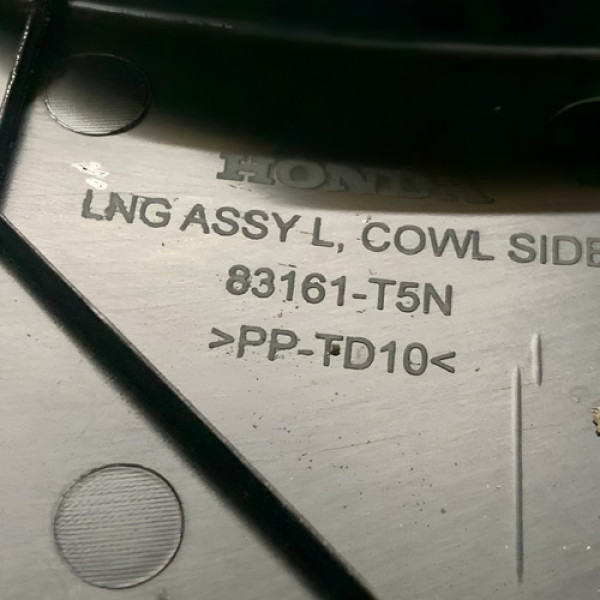 HONDA
LNG ASSY L, COWL SIDE
83161-T5N
>PP-TD10<